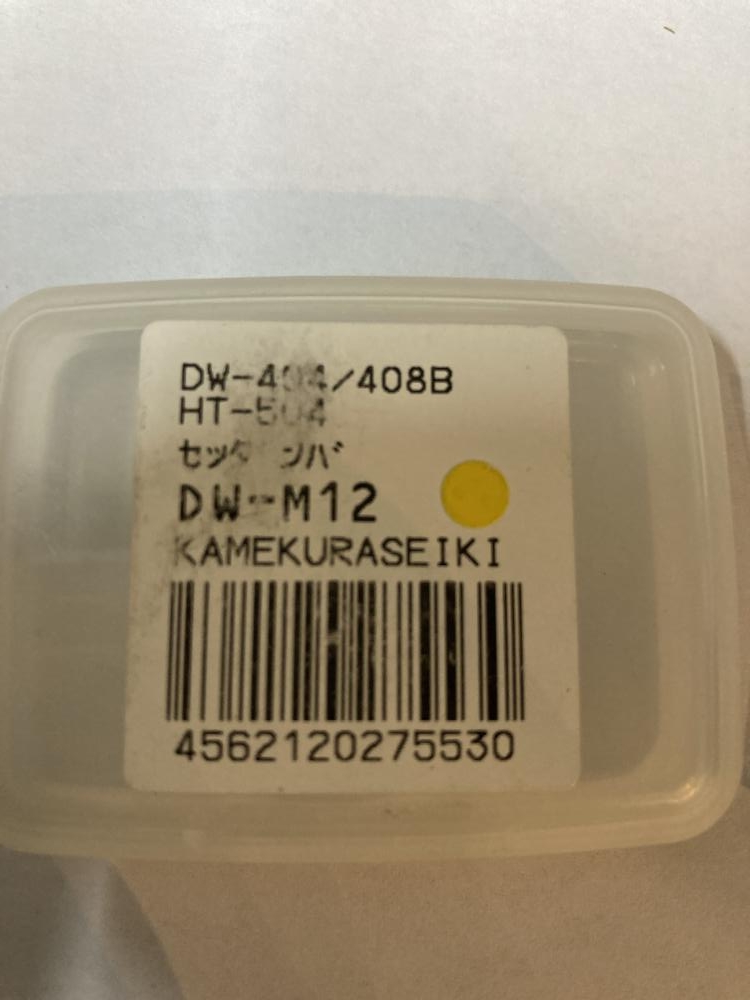 DW-404/408B
HT-504
DW-M12
KAMEKURASEIKI
4562120275530